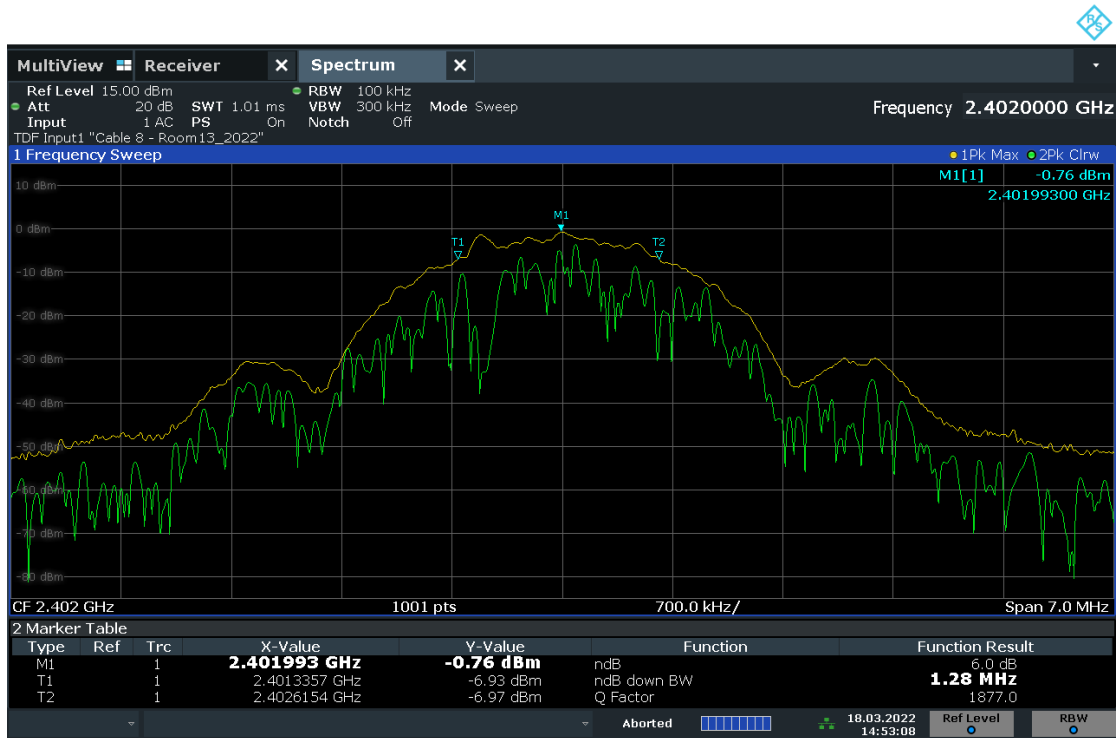 R&S
MultiView Receiver X Spectrum X
Ref Level 15.00 dBm RBW 100 kHz
Att 20 dB SWT 1.01 ms VBW 300 kHz Mode Sweep Frequency 2.4020000 GHz
Input 1 AC PS On Notch Off
TDF Input1 "Cable 8 - Room13_2022"
1 Frequency Sweep 1Pk Max 2Pk Clrw
M1[1] -0.76 dBm
2.40199300 GHz
10 dBm
M1
0 dBm
T1 T2
-10 dBm
-20 dBm
-30 dBm
-40 dBm
-50 dBm
-60 dBm
-70 dBm
-80 dBm
CF 2.402 GHz 1001 pts 700.0 kHz/ Span 7.0 MHz
2 Marker Table
Type Ref Trc X-Value Y-Value Function Function Result
M1 1 2.401993 GHz -0.76 dBm ndB 6.0 dB
T1 1 2.4013357 GHz -6.93 dBm ndB down BW 1.28 MHz
T2 1 2.4026154 GHz -6.97 dBm Q Factor 1877.0
Aborted 18.03.2022 Ref Level RBW
14:53:08